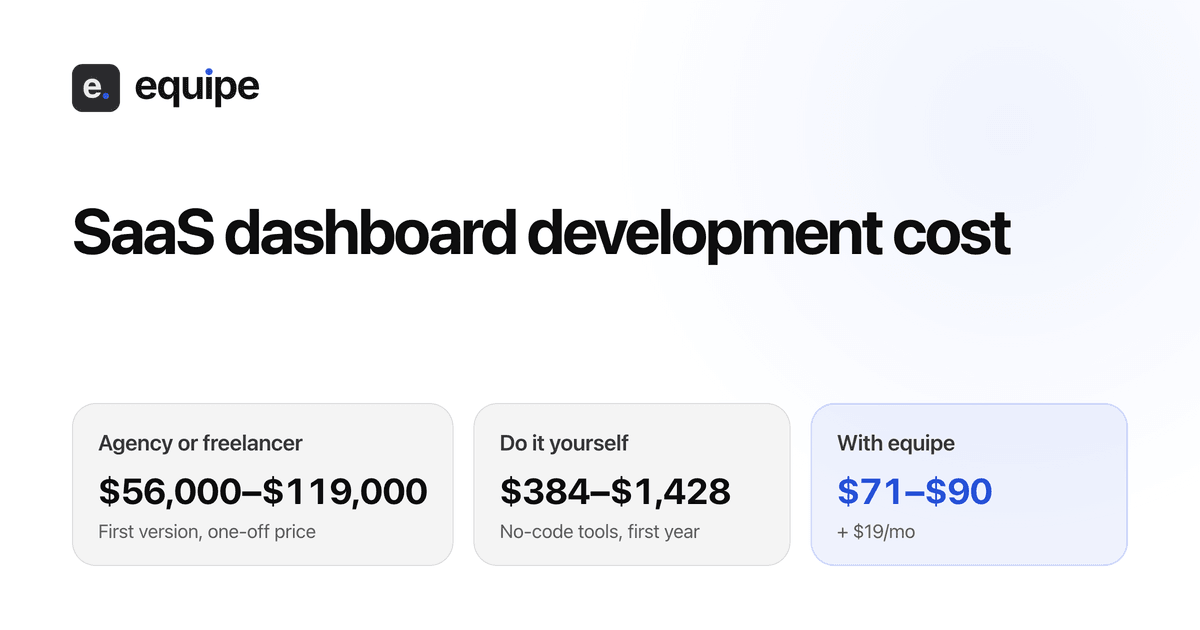 e. equipe
SaaS dashboard development cost
Agency or freelancer
$56,000–$119,000
First version, one-off price
Do it yourself
$384–$1,428
No-code tools, first year
With equipe
$71–$90
+ $19/mo